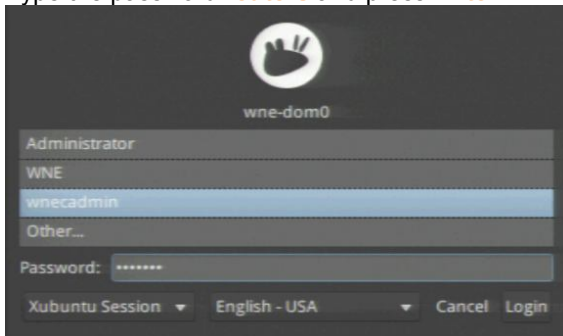 wne-dom0
Administrator
WNE
wnecadmin
Other...
Password: •••••••
Xubuntu Session English - USA Cancel Login